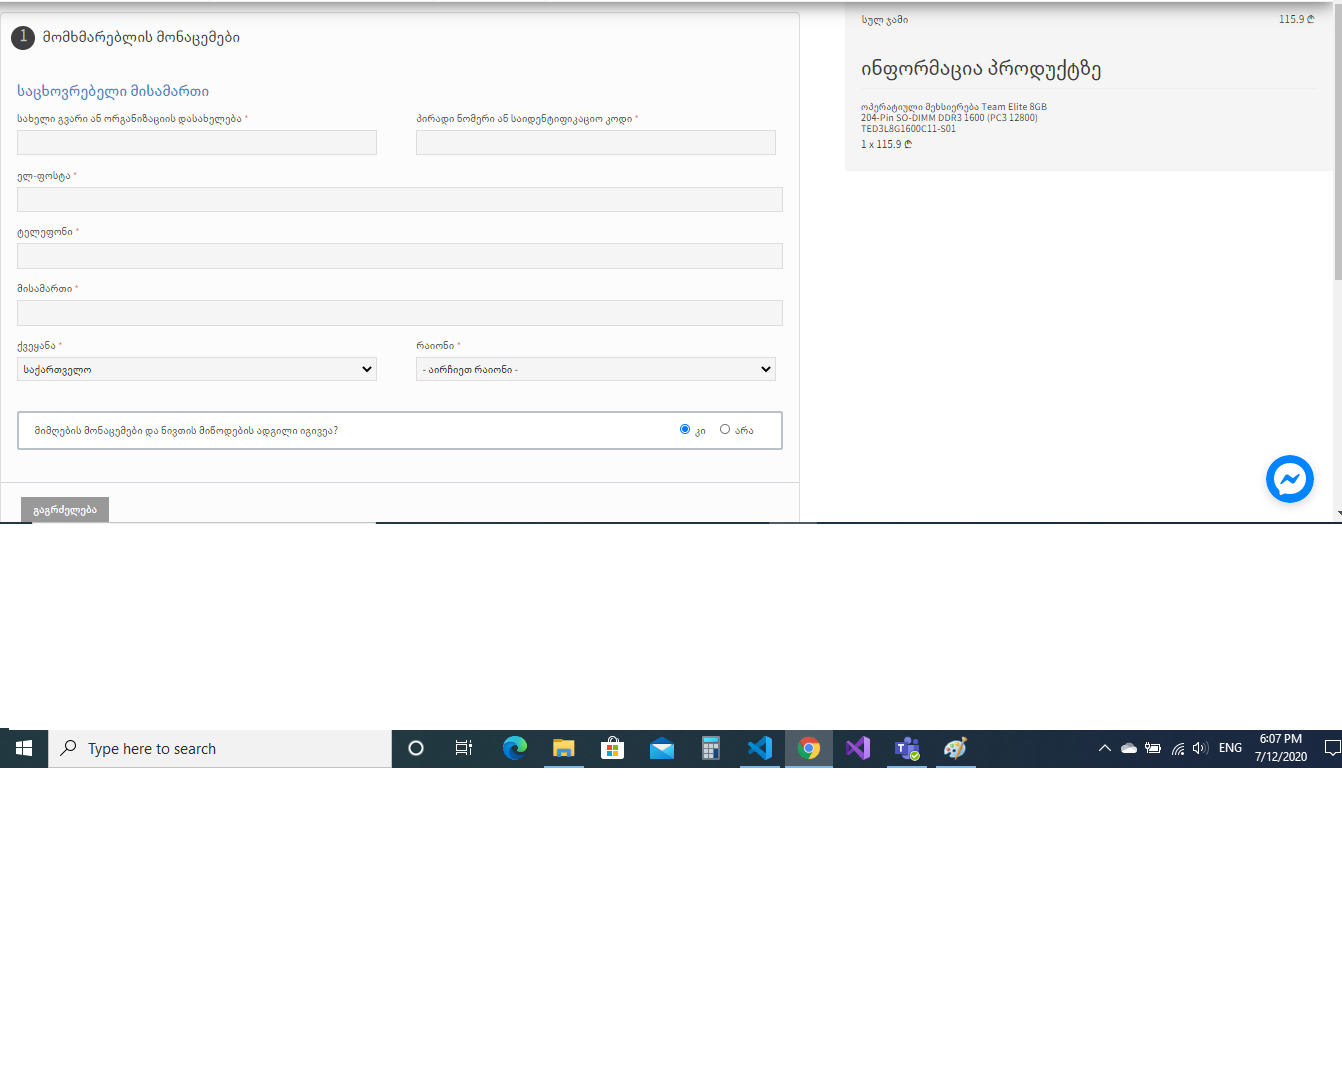 1 მომხმარებლის მონაცემები
საცხოვრებელი მისამართი
სახელი გვარი ან ორგანიზაციის დასახელება *
პირადი ნომერი ან საიდენტიფიკაციო კოდი *
ელ-ფოსტა *
ტელეფონი *
მისამართი *
ქვეყანა *
რაიონი *
საქართველო
- აირჩიეთ რაიონი -
მიმღების მონაცემები და ნივთის მიწოდების ადგილი იგივეა?
კი
არა
გაგრძელება
სულ ჯამი
115.9 ₾
ინფორმაცია პროდუქტზე
ოპერატიული მეხსიერება Team Elite 8GB
204-Pin SO-DIMM DDR3 1600 (PC3 12800)
TED3L8G1600C11-S01
1 x 115.9 ₾
Type here to search
ENG
6:07 PM
7/12/2020